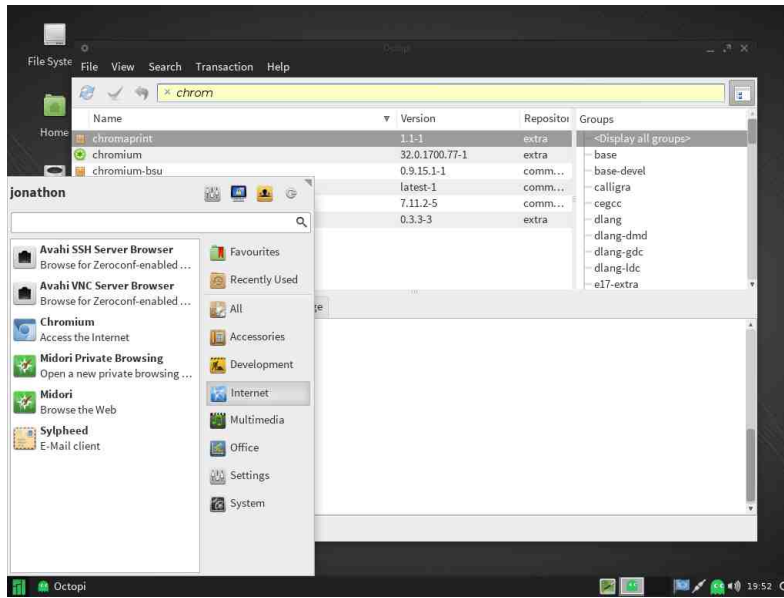 Octopi
File Syste
File View Search Transaction Help
chrom
Home
Name Version Repositor Groups
chromaprint 1.1-1 extra <Display all groups>
chromium 32.0.1700.77-1 extra base
chromium-bsu 0.9.15.1-1 comm... base-devel
latest-1 comm... calligra
7.11.2-5 comm... cegcc
0.3.3-3 extra dlang
dlang-dmd
dlang-gdc
dlang-ldc
e17-extra
jonathon
Avahi SSH Server Browser
Browse for Zeroconf-enabled ...
Avahi VNC Server Browser
Browse for Zeroconf-enabled ...
Chromium
Access the Internet
Midori Private Browsing
Open a new private browsing ...
Midori
Browse the Web
Sylpheed
E-Mail client
Favourites
Recently Used
All
Accessories
Development
Internet
Multimedia
Office
Settings
System
Octopi
19:52